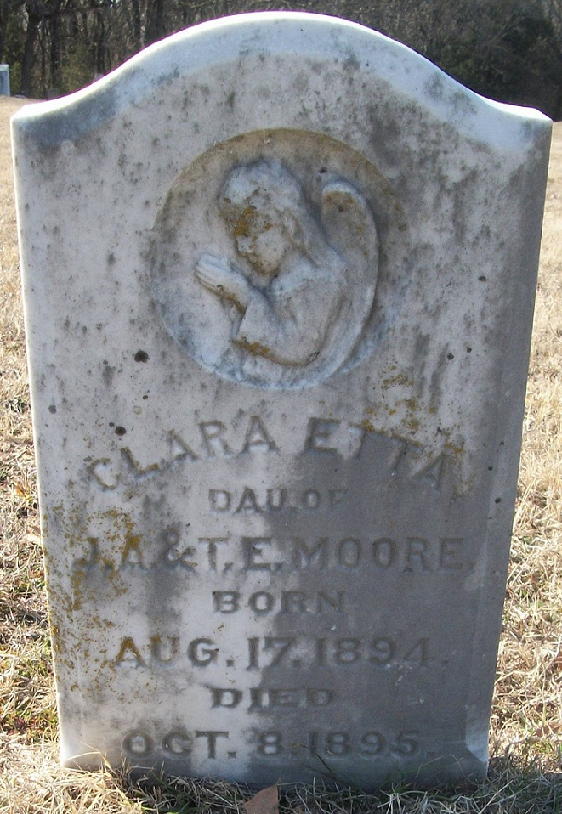 CLARA ETTA,
DAU. OF
J. A. & T. E. MOORE.
BORN
AUG. 17. 1894.
DIED
OCT. 8. 1895.